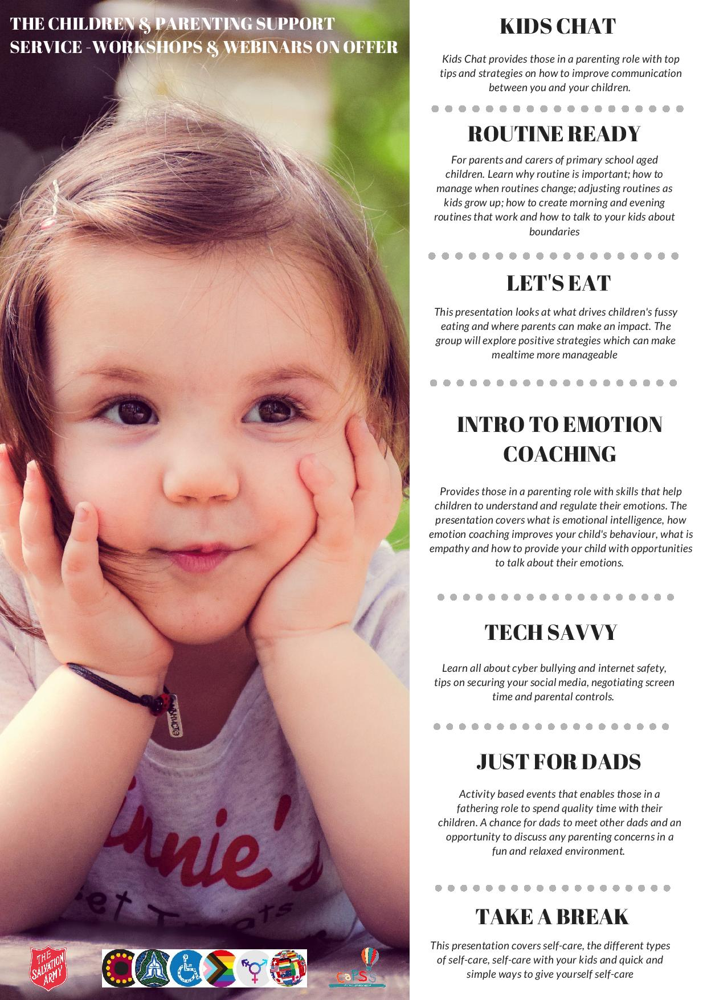 THE CHILDREN & PARENTING SUPPORT
SERVICE -WORKSHOPS & WEBINARS ON OFFER
KIDS CHAT
Kids Chat provides those in a parenting role with top
tips and strategies on how to improve communication
between you and your children.
ROUTINE READY
For parents and carers of primary school aged
children. Learn why routine is important; how to
manage when routines change; adjusting routines as
kids grow up; how to create morning and evening
routines that work and how to talk to your kids about
boundaries
LET'S EAT
This presentation looks at what drives children's fussy
eating and where parents can make an impact. The
group will explore positive strategies which can make
mealtime more manageable
INTRO TO EMOTION
COACHING
Provides those in a parenting role with skills that help
children to understand and regulate their emotions. The
presentation covers what is emotional intelligence, how
emotion coaching improves your child's behaviour, what is
empathy and how to provide your child with opportunities
to talk about their emotions.
TECH SAVVY
Learn all about cyber bullying and internet safety,
tips on securing your social media, negotiating screen
time and parental controls.
JUST FOR DADS
Activity based events that enables those in a
fathering role to spend quality time with their
children. A chance for dads to meet other dads and an
opportunity to discuss any parenting concerns in a
fun and relaxed environment.
TAKE A BREAK
This presentation covers self-care, the different types
of self-care, self-care with your kids and quick and
simple ways to give yourself self-care
innie's
eet Treats
THE
SALVATION
ARMY
CaPSS